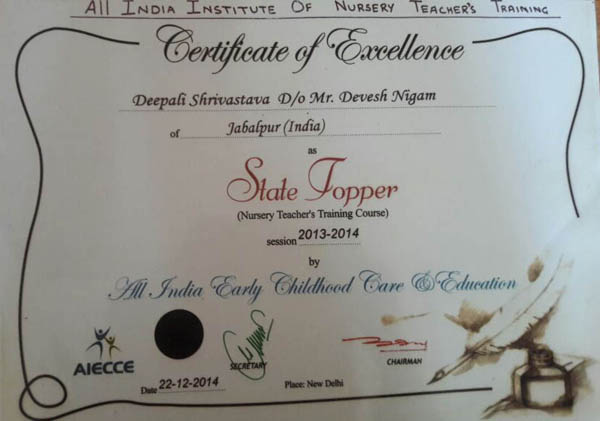 All India Institute Of Nursery Teacher's Training
Certificate of Excellence
Deepali Shrivastava D/o Mr. Devesh Nigam
of Jabalpur (India)
as
State Topper
(Nursery Teacher's Training Course)
session 2013-2014
by
All India Early Childhood Care & Education
AIECCE
SECRETARY
CHAIRMAN
Date 22-12-2014
Place: New Delhi